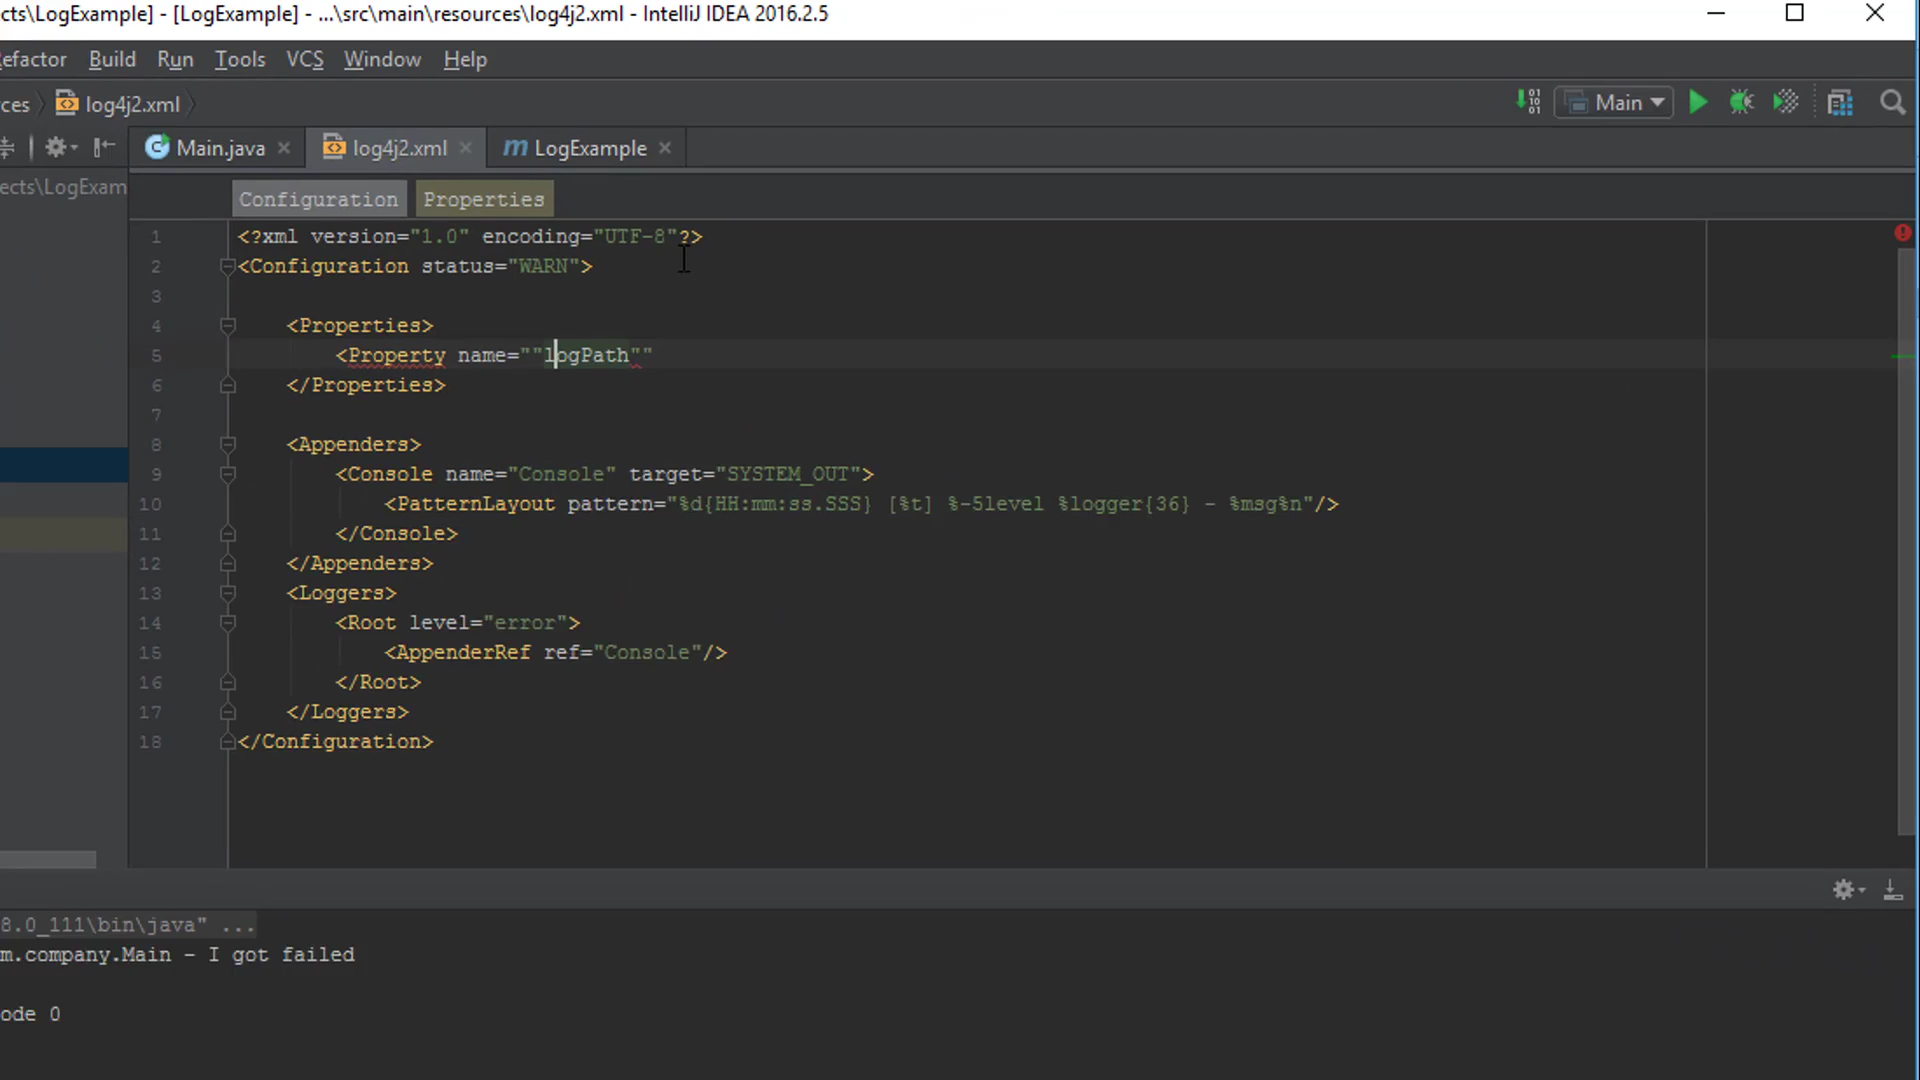 cts\LogExample] - [LogExample] - ...\src\main\resources\log4j2.xml - IntelliJ IDEA 2016.2.5
efactor Build Run Tools VCS Window Help
ces log4j2.xml Main
Main.java log4j2.xml m LogExample
ects\LogExam
Configuration Properties
1 <?xml version="1.0" encoding="UTF-8"?>
2 <Configuration status="WARN">
3
4 <Properties>
5 <Property name=""logPath""
6 </Properties>
7
8 <Appenders>
9 <Console name="Console" target="SYSTEM_OUT">
10 <PatternLayout pattern="%d{HH:mm:ss.SSS} [%t] %-5level %logger{36} - %msg%n"/>
11 </Console>
12 </Appenders>
13 <Loggers>
14 <Root level="error">
15 <AppenderRef ref="Console"/>
16 </Root>
17 </Loggers>
18 </Configuration>
8.0_111\bin\java" ...
m.company.Main - I got failed
ode 0